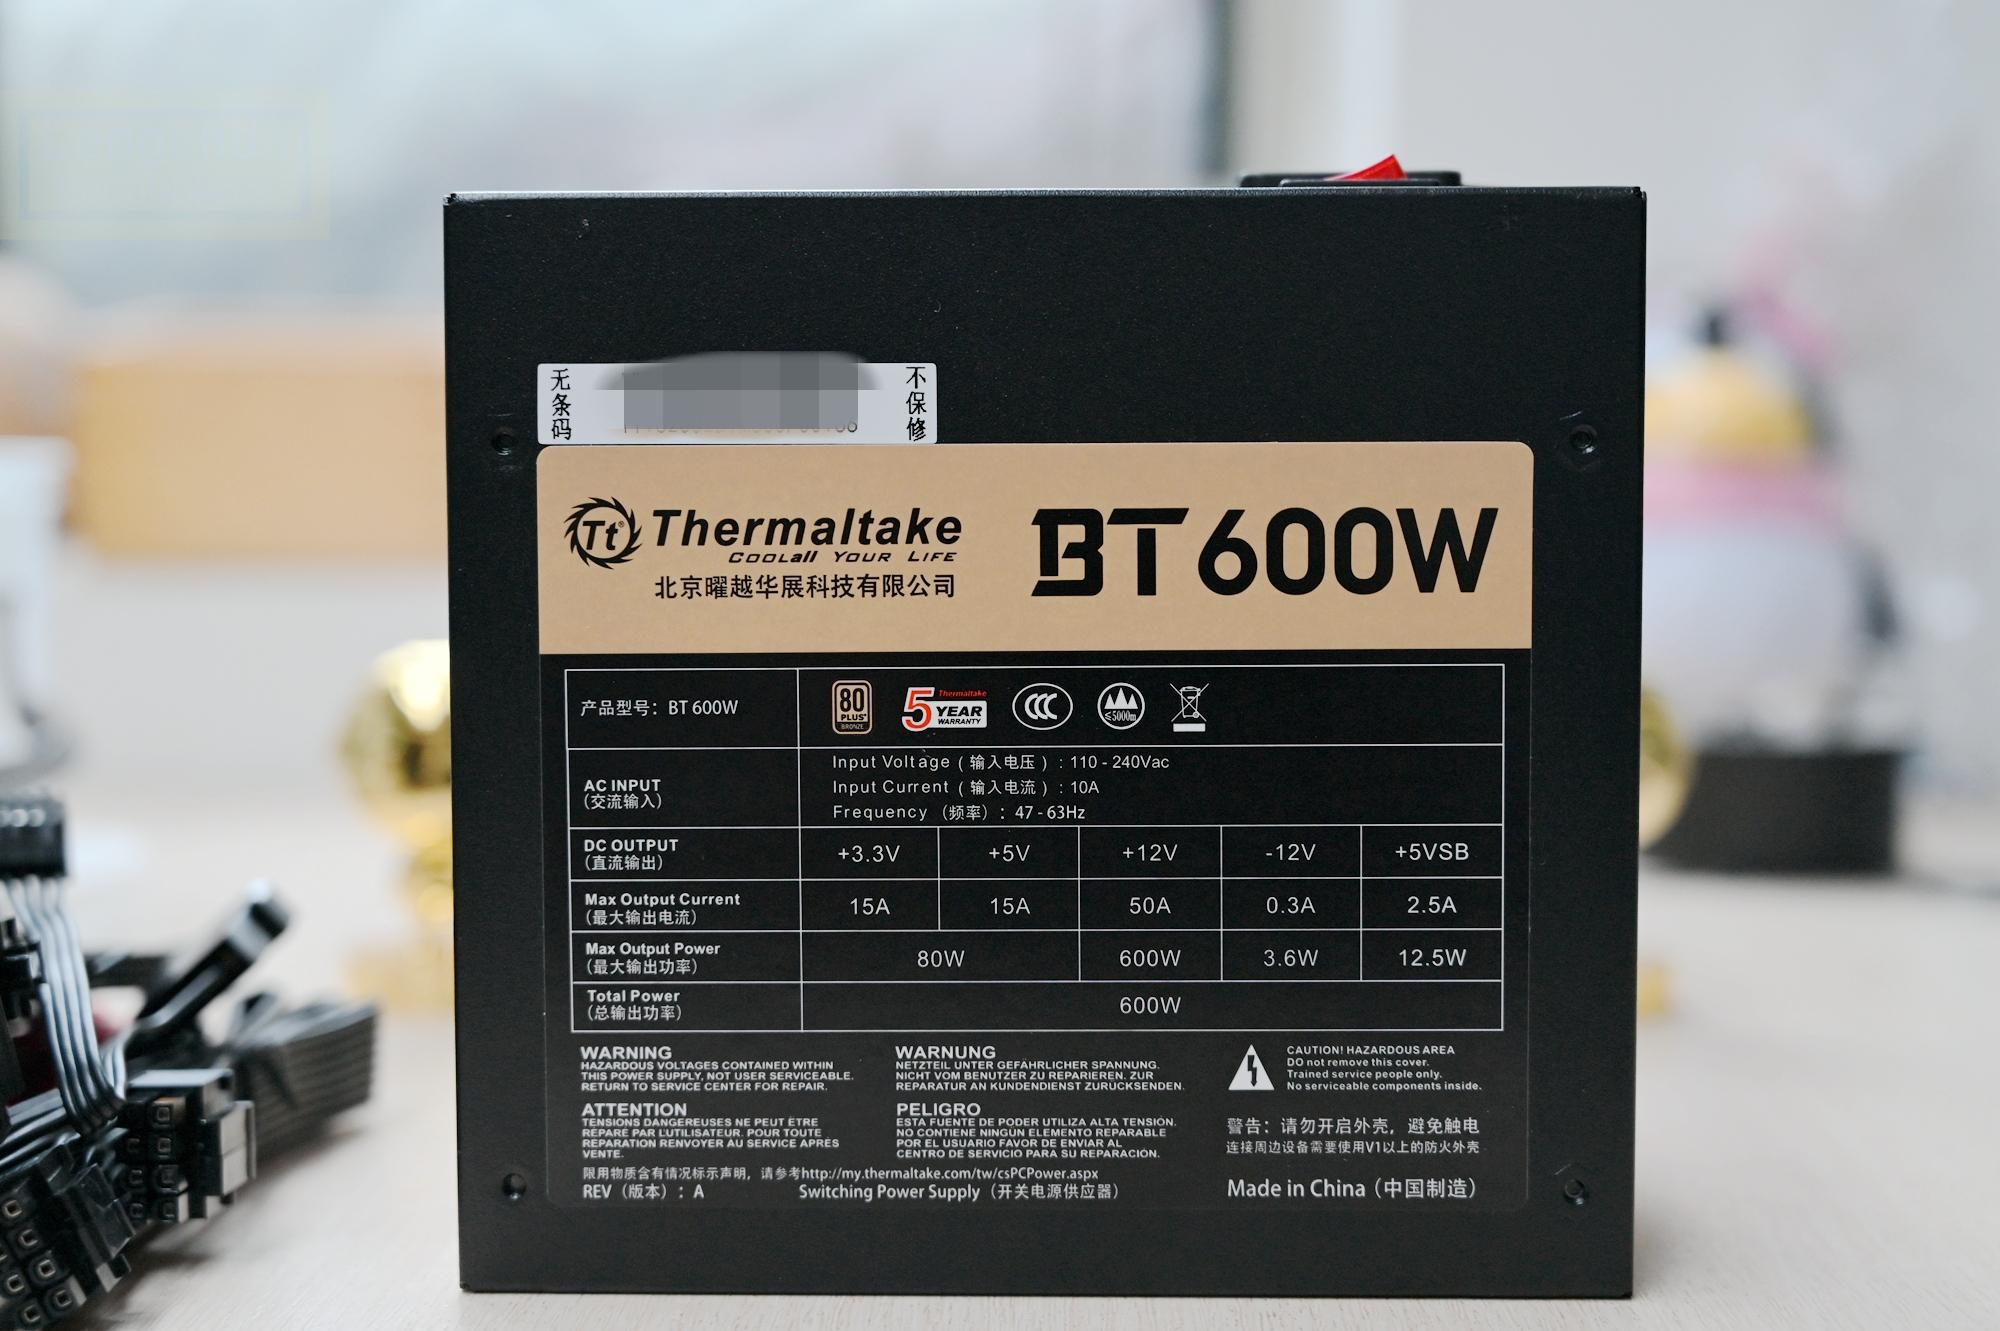 无条码
不保修
Tt® Thermaltake
COOLall YOUR LIFE
北京曜越华展科技有限公司
BT 600W
产品型号：BT 600W
80 PLUS BRONZE
Thermaltake 5 YEAR WARRANTY
CCC
≤5000m
AC INPUT
（交流输入）
Input Voltage（输入电压）: 110 - 240Vac
Input Current（输入电流）: 10A
Frequency （频率）: 47 - 63Hz
DC OUTPUT
（直流输出）
+3.3V +5V +12V -12V +5VSB
Max Output Current
（最大输出电流）
15A 15A 50A 0.3A 2.5A
Max Output Power
（最大输出功率）
80W 600W 3.6W 12.5W
Total Power
（总输出功率）
600W
WARNING
HAZARDOUS VOLTAGES CONTAINED WITHIN
THIS POWER SUPPLY, NOT USER SERVICEABLE.
RETURN TO SERVICE CENTER FOR REPAIR.
WARNUNG
NETZTEIL UNTER GEFÄHRLICHER SPANNUNG.
NICHT VOM BENUTZER ZU REPARIEREN. ZUR
REPARATUR AN KUNDENDIENST ZURÜCKSENDEN.
CAUTION! HAZARDOUS AREA
DO not remove this cover.
Trained service people only.
No serviceable components inside.
ATTENTION
TENSIONS DANGEREUSES NE PEUT ÊTRE
RÉPARÉ PAR L'UTILISATEUR. POUR TOUTE
RÉPARATION RENVOYER AU SERVICE APRÈS
VENTE.
PELIGRO
ESTA FUENTE DE PODER UTILIZA ALTA TENSIÓN.
NO CONTIENE NINGÚN ELEMENTO REPARABLE
POR EL USUARIO FAVOR DE ENVIAR AL
CENTRO DE SERVICIO PARA SU REPARACIÓN.
警告：请勿开启外壳，避免触电
连接周边设备需要使用V1以上的防火外壳
限用物质含有情况标示声明，请参考http://my.thermaltake.com/tw/csPCPower.aspx
REV（版本）: A
Switching Power Supply（开关电源供应器）
Made in China（中国制造）